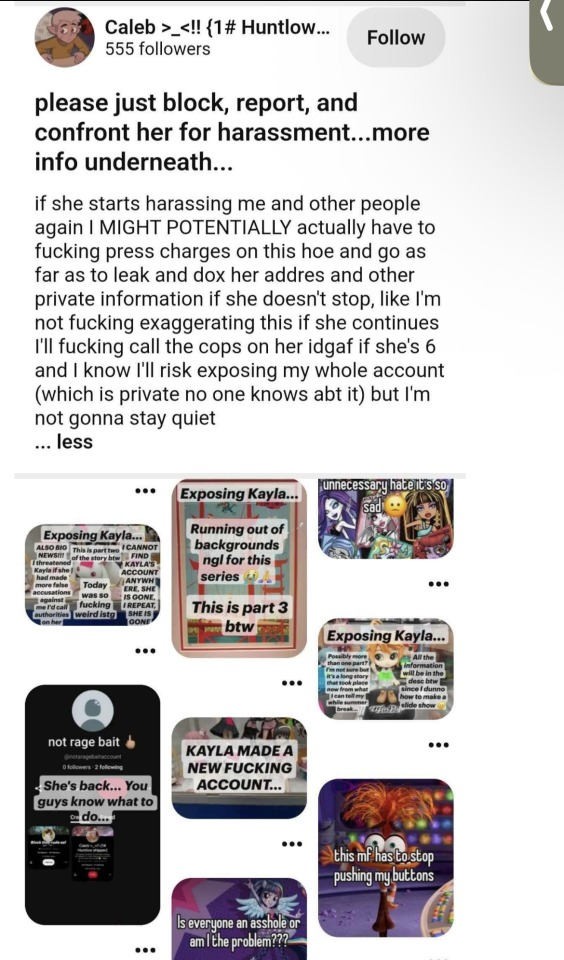 Caleb >_<!! {1# Huntlow...
555 followers
Follow
please just block, report, and
confront her for harassment...more
info underneath...
if she starts harassing me and other people
again I MIGHT POTENTIALLY actually have to
fucking press charges on this hoe and go as
far as to leak and dox her addres and other
private information if she doesn't stop, like I'm
not fucking exaggerating this if she continues
I'll fucking call the cops on her idgaf if she's 6
and I know I'll risk exposing my whole account
(which is private no one knows abt it) but I'm
not gonna stay quiet
... less
Exposing Kayla...
ALSO BIG
NEWS!!! I
threatened
Kayla if she
had made
more false
accusations
against
me I'd call
authorities
on her
This is part two
of the story btw
Today
was so
fucking
weird istg
I CANNOT
FIND
KAYLA'S
ACCOUNT
ANYWH
ERE, SHE
IS GONE,
I REPEAT,
SHE IS
GONE
Exposing Kayla...
Running out of
backgrounds
ngl for this
series 😭🙏
This is part 3
btw
unnecessary hate it's so
sad 🫤
Exposing Kayla...
Possibly more
than one part?
I'm not sure but
it's a long story
that took place
now from what
I can tell my
while summer
break...
All the
information
will be in the
desc btw
since I dunno
how to make a
slide show
not rage bait 🖕🏼
@notaragebaitaccount
0 followers · 2 following
She's back... You
guys know what to
do...
KAYLA MADE A
NEW FUCKING
ACCOUNT...
this mf has to stop
pushing my buttons
Is everyone an asshole or
am I the problem???